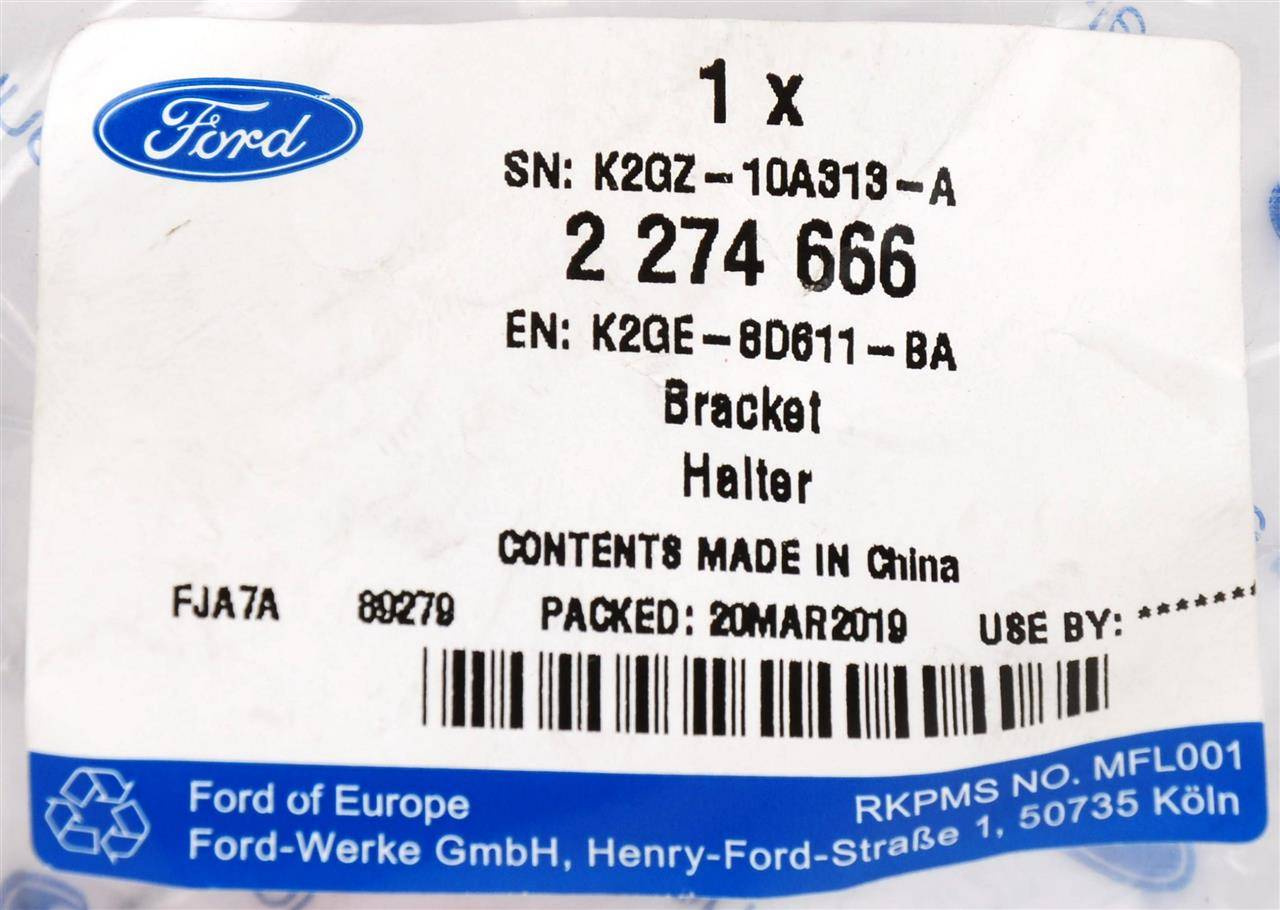 Ford
1 x
SN: K2GZ-10A313-A
2 274 666
EN: K2GE-8D611-BA
Bracket
Halter
CONTENTS MADE IN China
FJA7A 89279 PACKED: 20MAR2019 USE BY: *******
RKPMS NO. MFL001
Ford of Europe
Ford-Werke GmbH, Henry-Ford-Straße 1, 50735 Köln